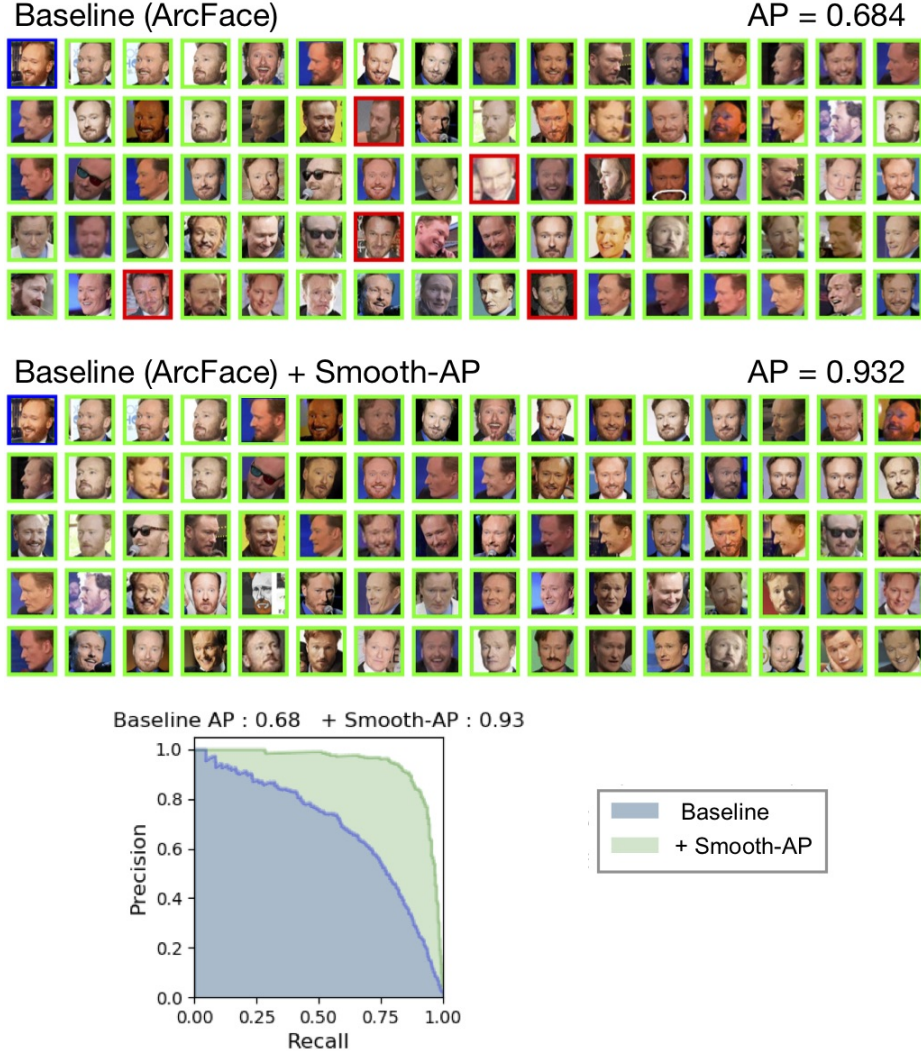 Baseline (ArcFace) AP = 0.684
Baseline (ArcFace) + Smooth-AP AP = 0.932
Baseline AP : 0.68 + Smooth-AP : 0.93
1.0
0.8
0.6
0.4
0.2
0.0
Precision
0.00 0.25 0.50 0.75 1.00
Recall
Baseline
+ Smooth-AP